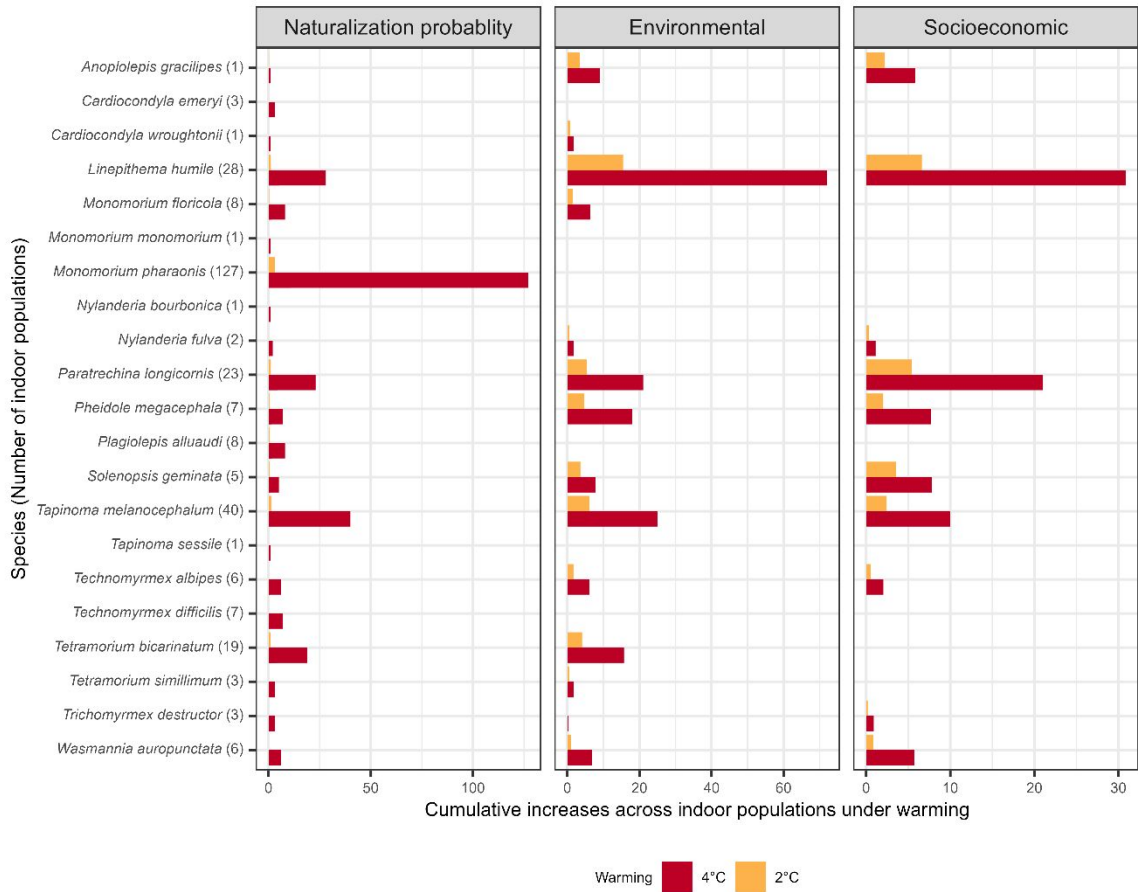 Naturalization probablity
Environmental
Socioeconomic
Anoplolepis gracilipes (1)
Cardiocondyla emeryi (3)
Cardiocondyla wroughtonii (1)
Linepithema humile (28)
Monomorium floricola (8)
Monomorium monomorium (1)
Monomorium pharaonis (127)
Nylanderia bourbonica (1)
Nylanderia fulva (2)
Paratrechina longicornis (23)
Pheidole megacephala (7)
Plagiolepis alluaudi (8)
Solenopsis geminata (5)
Tapinoma melanocephalum (40)
Tapinoma sessile (1)
Technomyrmex albipes (6)
Technomyrmex difficilis (7)
Tetramorium bicarinatum (19)
Tetramorium simillimum (3)
Trichomyrmex destructor (3)
Wasmannia auropunctata (6)
Species (Number of indoor populations)
0 50 100
0 20 40 60
0 10 20 30
Cumulative increases across indoor populations under warming
Warming 4°C 2°C